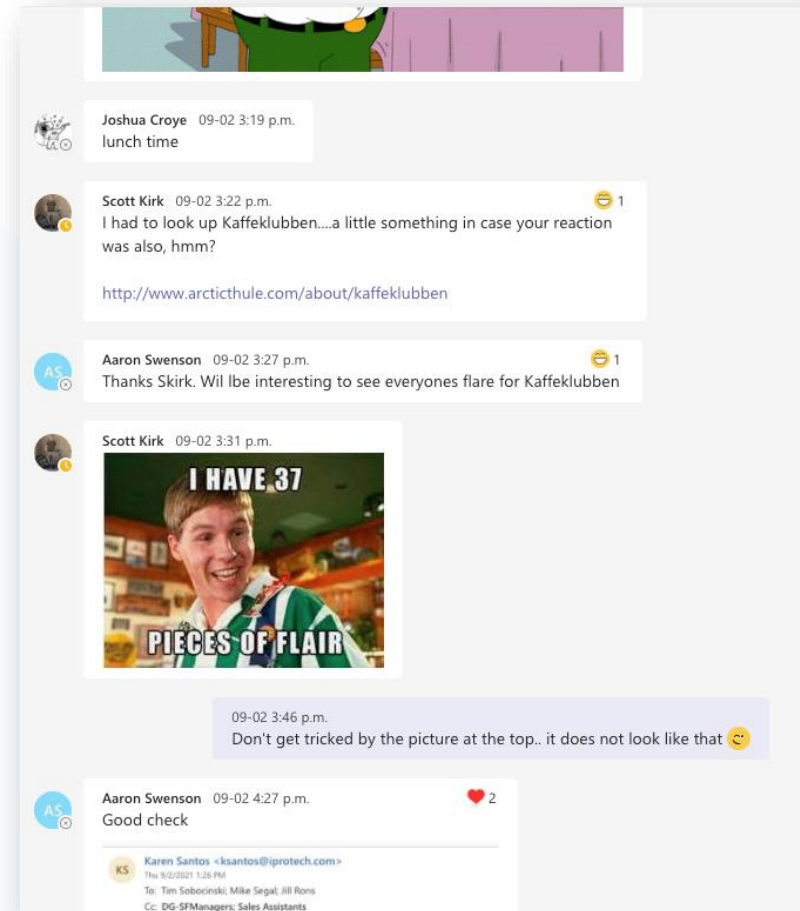 Joshua Croye 09-02 3:19 p.m.
lunch time
Scott Kirk 09-02 3:22 p.m.
1
I had to look up Kaffeklubben....a little something in case your reaction
was also, hmm?
http://www.arcticthule.com/about/kaffeklubben
AS
Aaron Swenson 09-02 3:27 p.m.
1
Thanks Skirk. Wil lbe interesting to see everyones flare for Kaffeklubben
Scott Kirk 09-02 3:31 p.m.
I HAVE 37
PIECES OF FLAIR
09-02 3:46 p.m.
Don't get tricked by the picture at the top.. it does not look like that
AS
Aaron Swenson 09-02 4:27 p.m.
2
Good check
KS
Karen Santos <ksantos@iprotech.com>
Thu 9/2/2021 1:26 PM
To: Tim Sobocinski; Mike Segal; Jill Rons
Cc: DG-SFManagers; Sales Assistants